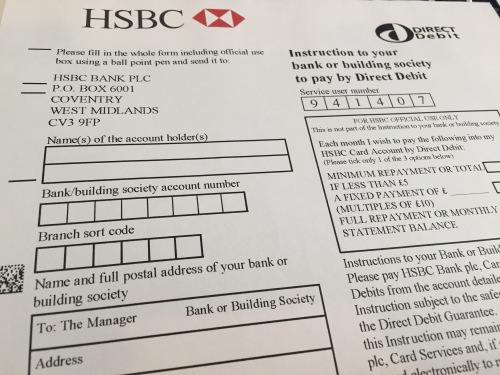 HSBC
Please fill in the whole form including official use
box using a ball point pen and send it to:
HSBC BANK PLC
P.O. BOX 6001
COVENTRY
WEST MIDLANDS
CV3 9FP
Name(s) of the account holder(s)
Bank/building society account number
Branch sort code
Name and full postal address of your bank or
building society
To: The Manager Bank or Building Society
Address
DIRECT
Debit
Instruction to your
bank or building society
to pay by Direct Debit
Service user number
9 4 1 4 0 7
FOR HSBC OFFICIAL USE ONLY
This is not part of the Instruction to your bank or building society
Each month I wish to pay the following into my
HSBC Card Account by Direct Debit:
(Please tick only 1 of the 3 options below)
MINIMUM REPAYMENT OR TOTAL
IF LESS THAN £5
A FIXED PAYMENT OF £
(MULTIPLES OF £10)
FULL REPAYMENT OR MONTHLY
STATEMENT BALANCE
Instructions to your Bank or Build
Please pay HSBC Bank plc, Car
Debits from the account detaile
Instruction subject to the safe
the Direct Debit Guarantee.
this Instruction may remain
plc, Card Services and, if
electronically to